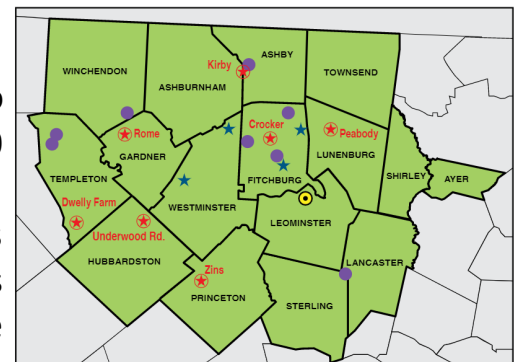 ASHBY
WINCHENDON
Kirby
ASHBURNHAM
TOWNSEND
Crocker
Rome
Peabody
GARDNER
LUNENBURG
TEMPLETON
FITCHBURG
SHIRLEY
AYER
Dwelly Farm
WESTMINSTER
LEOMINSTER
Underwood Rd.
HUBBARDSTON
LANCASTER
Zins
PRINCETON
STERLING